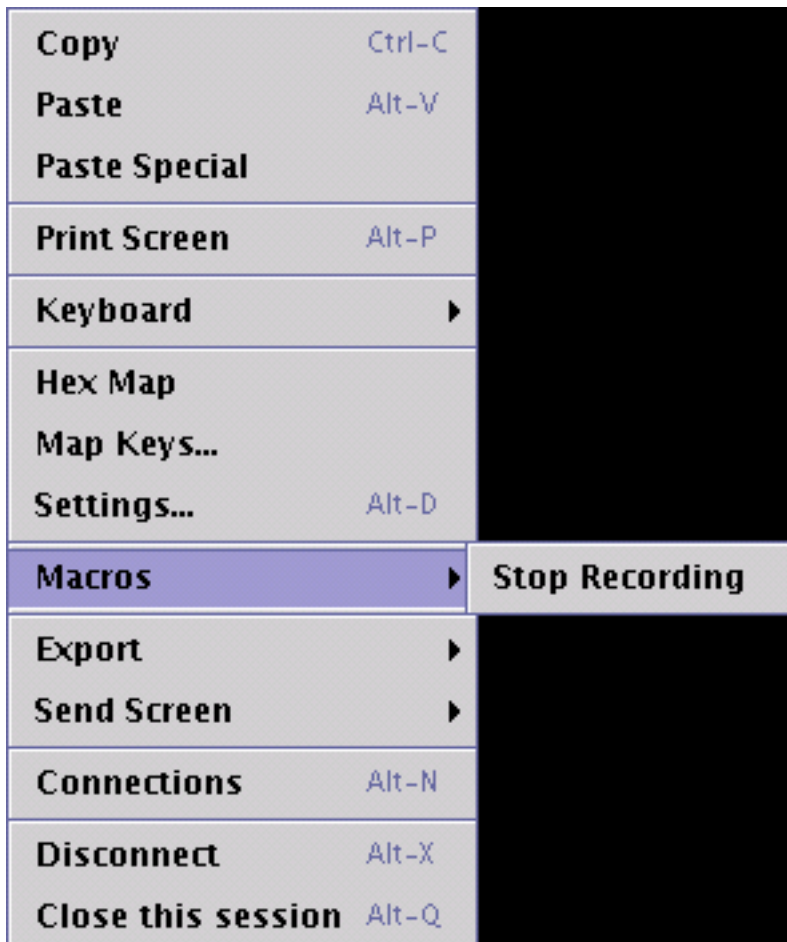 Copy Ctrl-C
Paste Alt-V
Paste Special
Print Screen Alt-P
Keyboard
Hex Map
Map Keys...
Settings... Alt-D
Macros Stop Recording
Export
Send Screen
Connections Alt-N
Disconnect Alt-X
Close this session Alt-Q